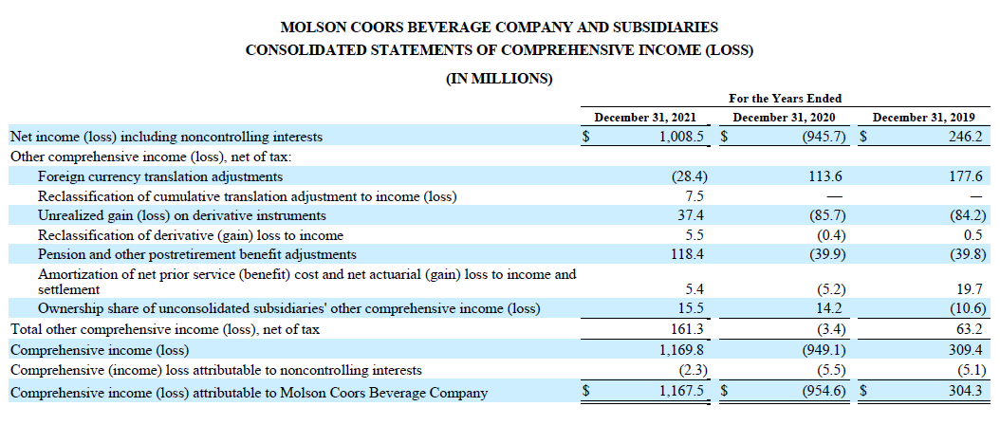 MOLSON COORS BEVERAGE COMPANY AND SUBSIDIARIES
CONSOLIDATED STATEMENTS OF COMPREHENSIVE INCOME (LOSS)
(IN MILLIONS)
For the Years Ended
December 31, 2021 December 31, 2020 December 31, 2019
Net income (loss) including noncontrolling interests $ 1,008.5 $ (945.7) $ 246.2
Other comprehensive income (loss), net of tax:
Foreign currency translation adjustments (28.4) 113.6 177.6
Reclassification of cumulative translation adjustment to income (loss) 7.5 — —
Unrealized gain (loss) on derivative instruments 37.4 (85.7) (84.2)
Reclassification of derivative (gain) loss to income 5.5 (0.4) 0.5
Pension and other postretirement benefit adjustments 118.4 (39.9) (39.8)
Amortization of net prior service (benefit) cost and net actuarial (gain) loss to income and
settlement 5.4 (5.2) 19.7
Ownership share of unconsolidated subsidiaries' other comprehensive income (loss) 15.5 14.2 (10.6)
Total other comprehensive income (loss), net of tax 161.3 (3.4) 63.2
Comprehensive income (loss) 1,169.8 (949.1) 309.4
Comprehensive (income) loss attributable to noncontrolling interests (2.3) (5.5) (5.1)
Comprehensive income (loss) attributable to Molson Coors Beverage Company $ 1,167.5 $ (954.6) $ 304.3